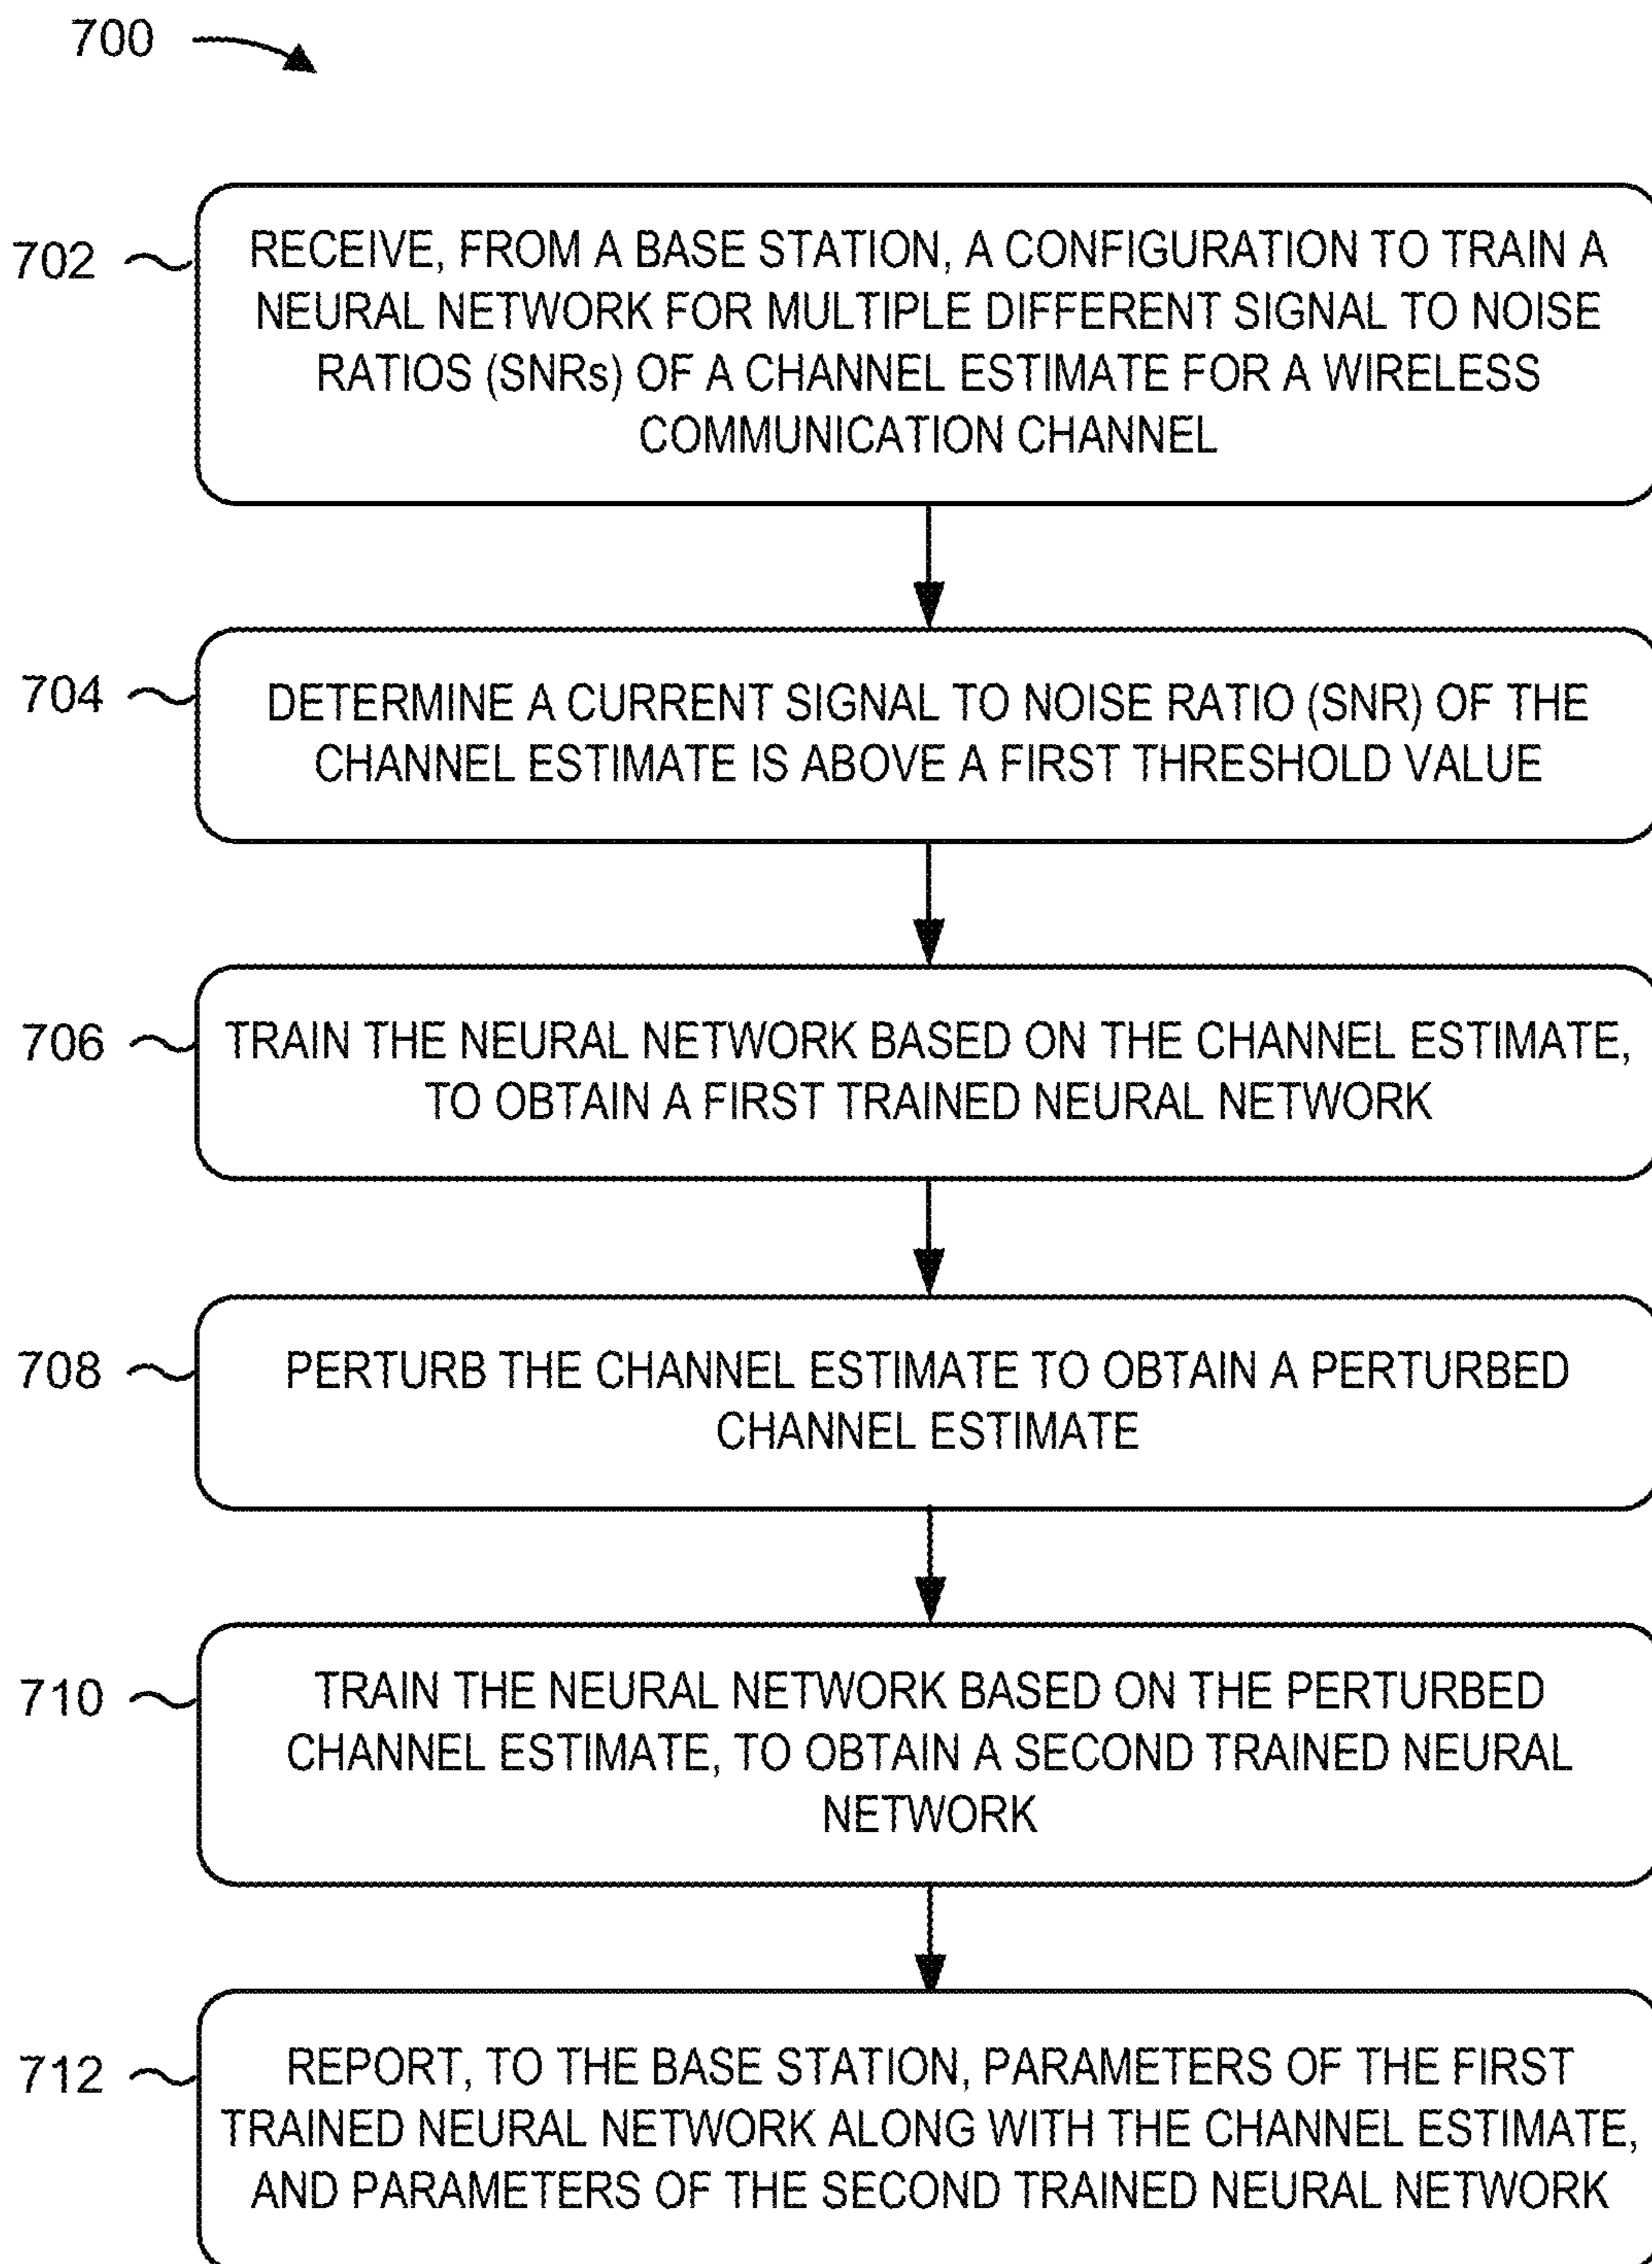 700
702
RECEIVE, FROM A BASE STATION, A CONFIGURATION TO TRAIN A
NEURAL NETWORK FOR MULTIPLE DIFFERENT SIGNAL TO NOISE
RATIOS (SNRs) OF A CHANNEL ESTIMATE FOR A WIRELESS
COMMUNICATION CHANNEL
704
DETERMINE A CURRENT SIGNAL TO NOISE RATIO (SNR) OF THE
CHANNEL ESTIMATE IS ABOVE A FIRST THRESHOLD VALUE
706
TRAIN THE NEURAL NETWORK BASED ON THE CHANNEL ESTIMATE,
TO OBTAIN A FIRST TRAINED NEURAL NETWORK
708
PERTURB THE CHANNEL ESTIMATE TO OBTAIN A PERTURBED
CHANNEL ESTIMATE
710
TRAIN THE NEURAL NETWORK BASED ON THE PERTURBED
CHANNEL ESTIMATE, TO OBTAIN A SECOND TRAINED NEURAL
NETWORK
712
REPORT, TO THE BASE STATION, PARAMETERS OF THE FIRST
TRAINED NEURAL NETWORK ALONG WITH THE CHANNEL ESTIMATE,
AND PARAMETERS OF THE SECOND TRAINED NEURAL NETWORK